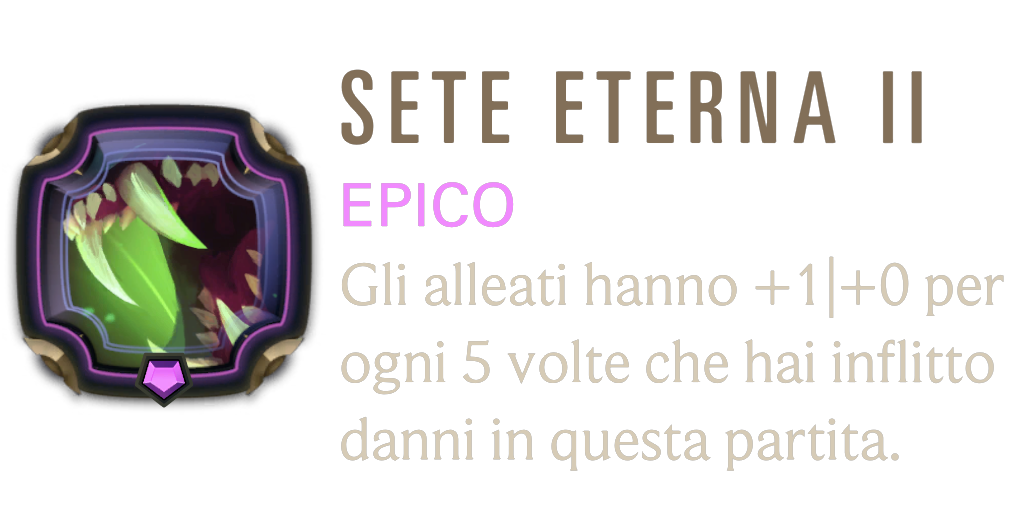 SETE ETERNA II
EPICO
Gli alleati hanno +1|+0 per
ogni 5 volte che hai inflitto
danni in questa partita.